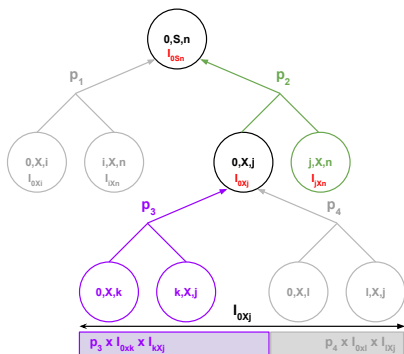 0,S,n
I0Sn
p1
p2
0,X,i
I0Xi
i,X,n
IiXn
0,X,j
I0Xj
j,X,n
IjXn
p3
p4
0,X,k
k,X,j
0,X,l
l,X,j
I0Xj
p3 x I0xk x IkXj
p4 x I0xl x IlXj